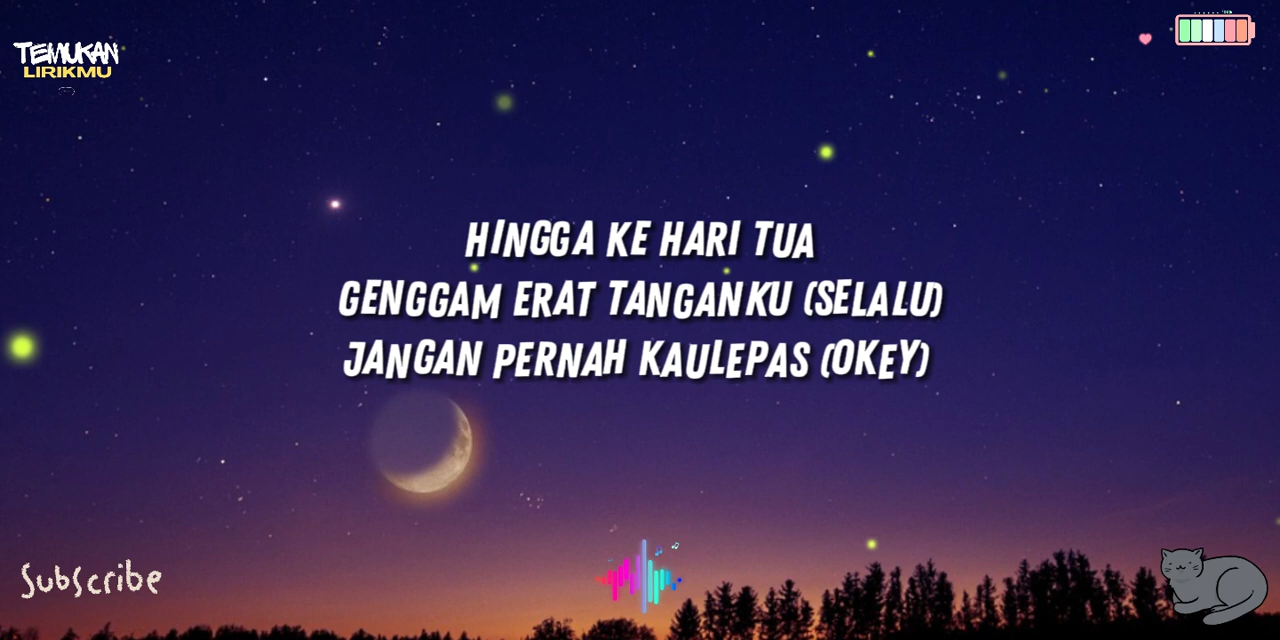 TEMUKAN
LIRIKMU
HINGGA KE HARI TUA
GENGGAM ERAT TANGANKU (SELALU)
JANGAN PERNAH KAULEPAS (OKEY)
Subscribe